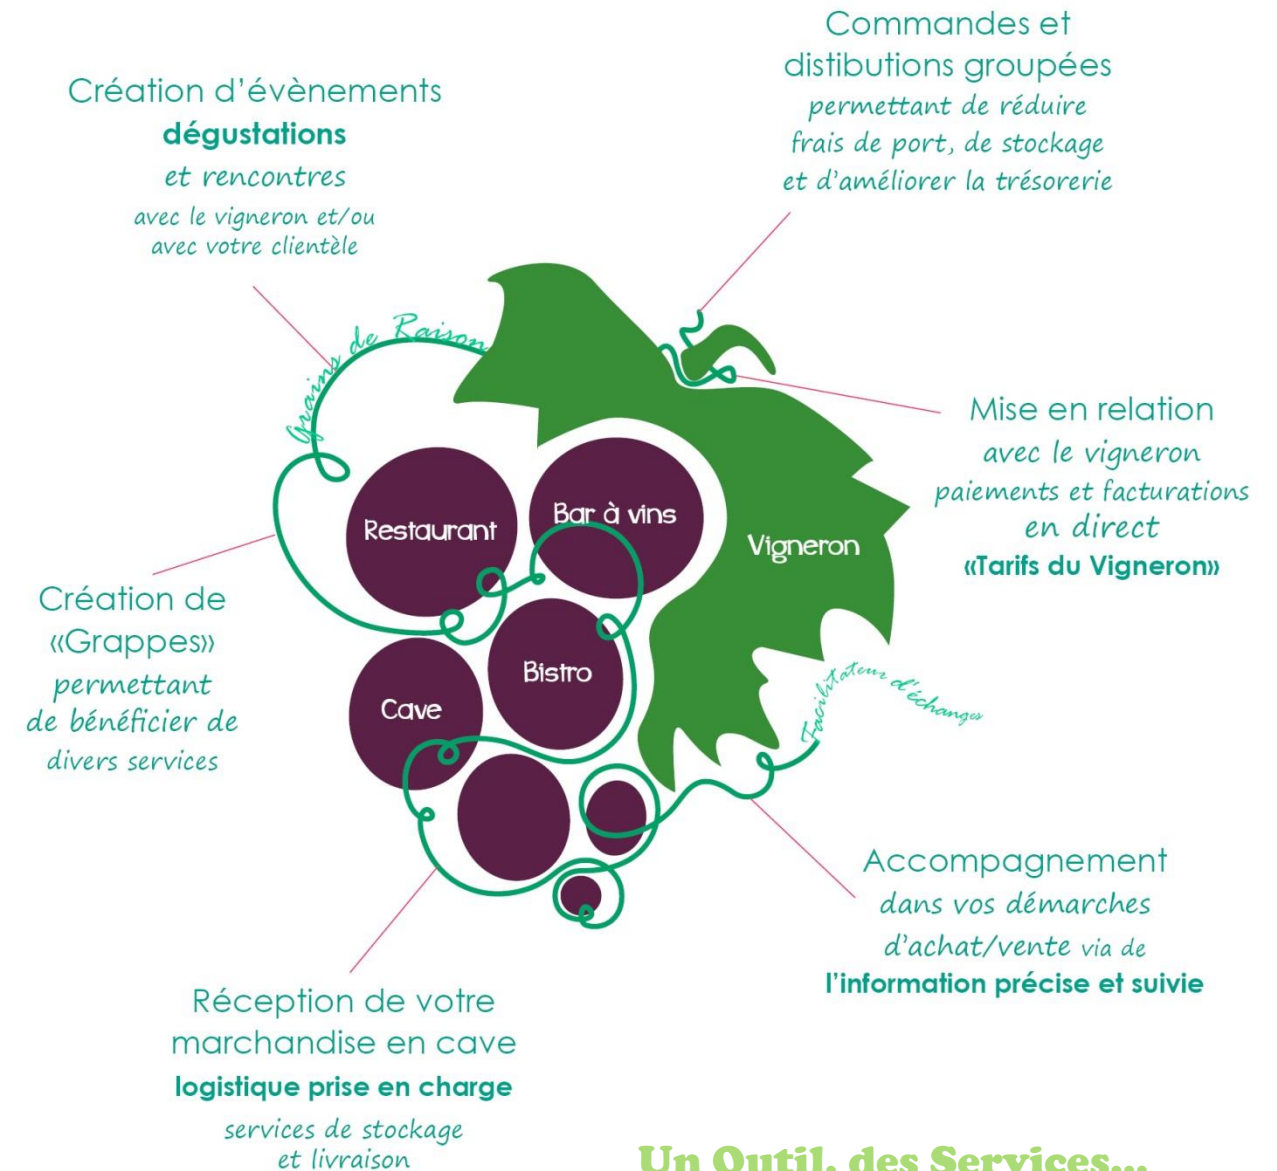 Commandes et
distibutions groupées
permettant de réduire
frais de port, de stockage
et d'améliorer la trésorerie
Création d'évènements
dégustations
et rencontres
avec le vigneron et/ou
avec votre clientèle
Grains de Raison
Mise en relation
avec le vigneron
paiements et facturations
en direct
«Tarifs du Vigneron»
Restaurant
Bar à vins
Vigneron
Bistro
Cave
Création de
«Grappes»
permettant
de bénéficier de
divers services
Facilitateur d'échanges
Accompagnement
dans vos démarches
d'achat/vente via de
l'information précise et suivie
Réception de votre
marchandise en cave
logistique prise en charge
services de stockage
et livraison
Un Outil, des Services...